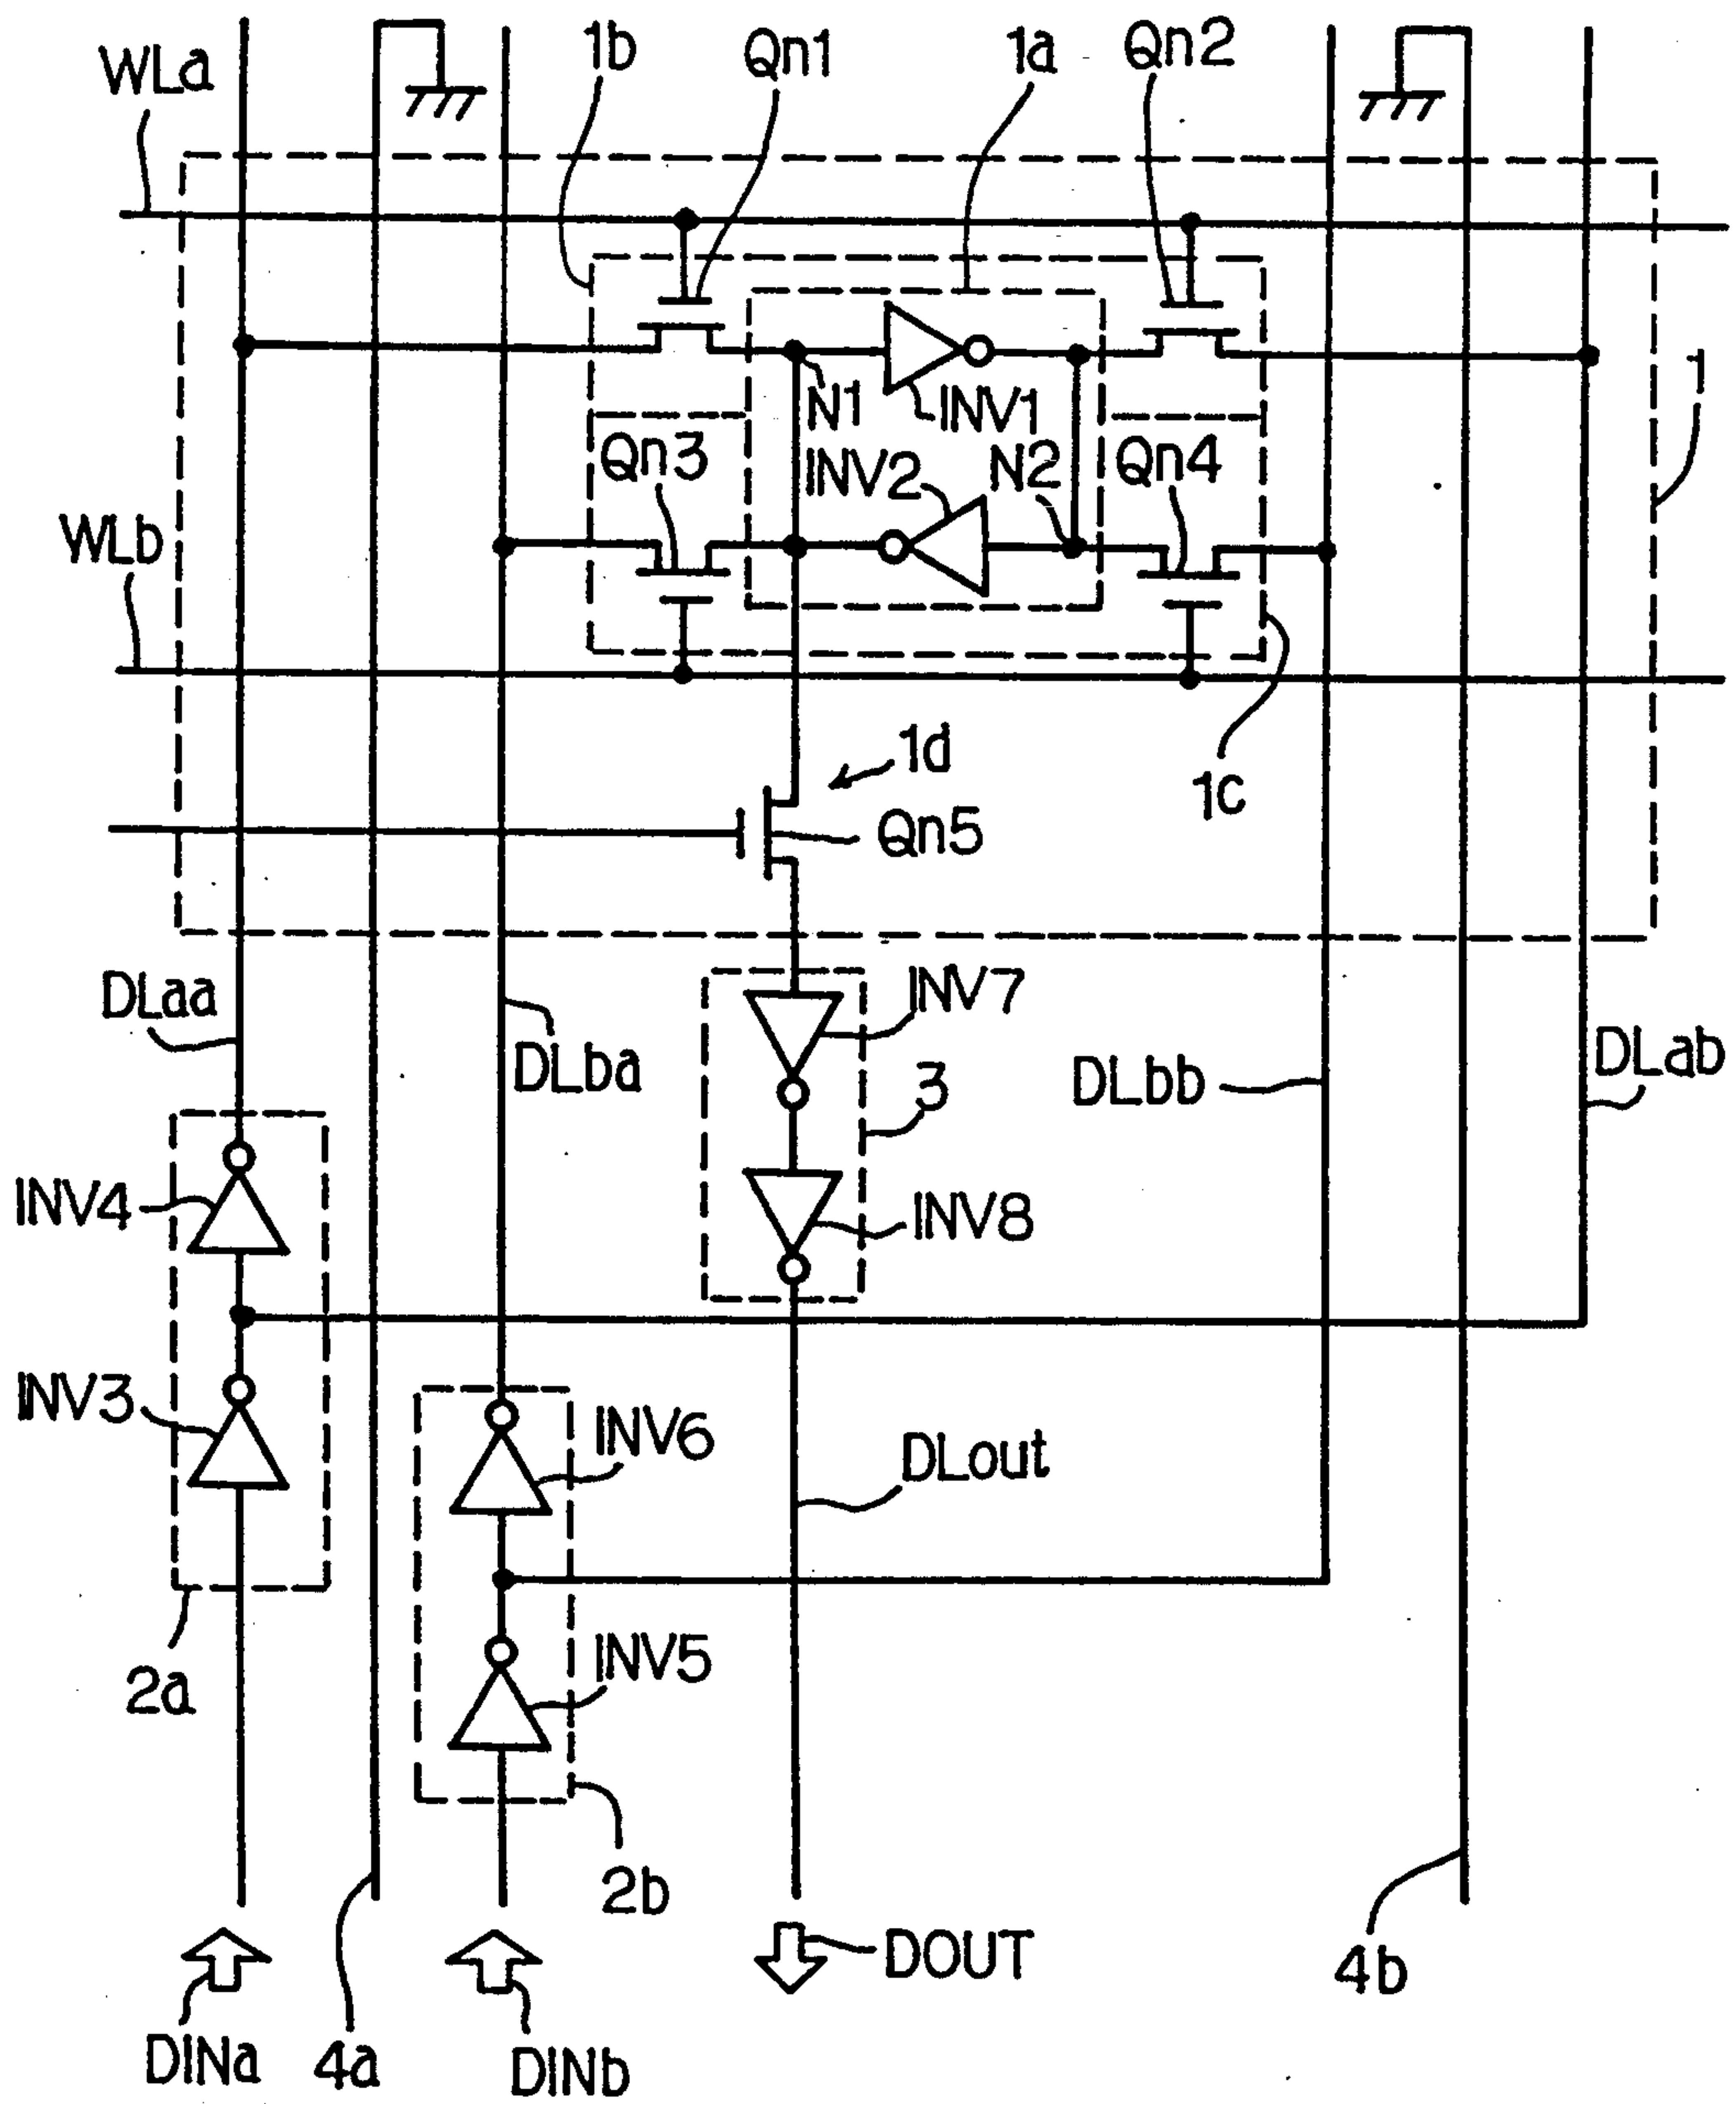 WLa
1b
Qn1
1a
Qn2
1
N1
INV1
Qn3
INV2
N2
Qn4
WLb
1d
1c
Qn5
DLaa
INV7
DLba
3
DLbb
DLab
INV4
INV8
INV3
INV6
DLout
2a
INV5
2b
DOUT
4b
DINa
4a
DINb